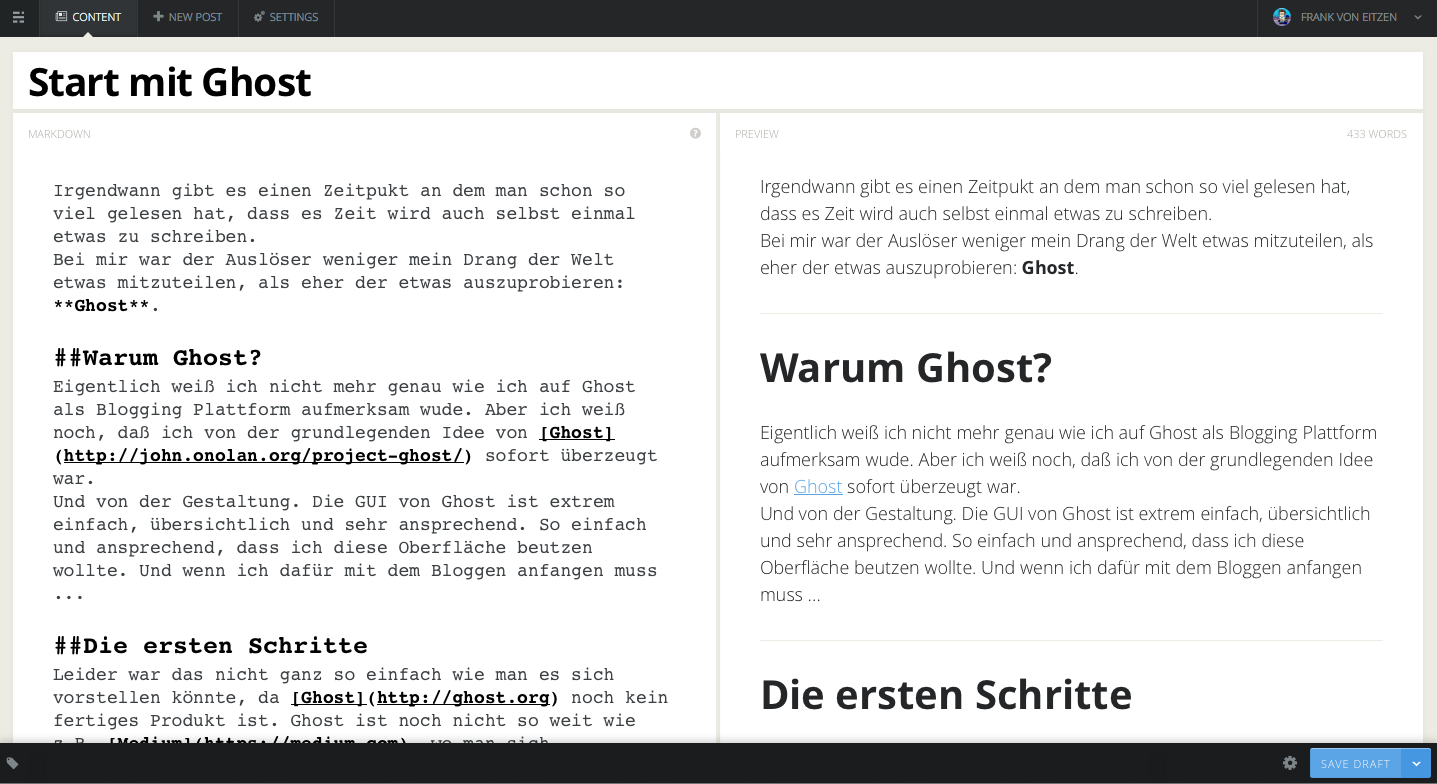 CONTENT
NEW POST
SETTINGS
FRANK VON EITZEN
Start mit Ghost
MARKDOWN
Irgendwann gibt es einen Zeitpukt an dem man schon so
viel gelesen hat, dass es Zeit wird auch selbst einmal
etwas zu schreiben.
Bei mir war der Auslöser weniger mein Drang der Welt
etwas mitzuteilen, als eher der etwas auszuprobieren:
**Ghost**.
##Warum Ghost?
Eigentlich weiß ich nicht mehr genau wie ich auf Ghost
als Blogging Plattform aufmerksam wude. Aber ich weiß
noch, daß ich von der grundlegenden Idee von [Ghost]
(http://john.onolan.org/project-ghost/) sofort überzeugt
war.
Und von der Gestaltung. Die GUI von Ghost ist extrem
einfach, übersichtlich und sehr ansprechend. So einfach
und ansprechend, dass ich diese Oberfläche beutzen
wollte. Und wenn ich dafür mit dem Bloggen anfangen muss
...
##Die ersten Schritte
Leider war das nicht ganz so einfach wie man es sich
vorstellen könnte, da [Ghost](http://ghost.org) noch kein
fertiges Produkt ist. Ghost ist noch nicht so weit wie
z.B. [Medium](https://medium.com), wo man sich
PREVIEW
433 WORDS
Irgendwann gibt es einen Zeitpukt an dem man schon so viel gelesen hat,
dass es Zeit wird auch selbst einmal etwas zu schreiben.
Bei mir war der Auslöser weniger mein Drang der Welt etwas mitzuteilen, als
eher der etwas auszuprobieren: Ghost.
Warum Ghost?
Eigentlich weiß ich nicht mehr genau wie ich auf Ghost als Blogging Plattform
aufmerksam wude. Aber ich weiß noch, daß ich von der grundlegenden Idee
von Ghost sofort überzeugt war.
Und von der Gestaltung. Die GUI von Ghost ist extrem einfach, übersichtlich
und sehr ansprechend. So einfach und ansprechend, dass ich diese
Oberfläche beutzen wollte. Und wenn ich dafür mit dem Bloggen anfangen
muss ...
Die ersten Schritte
SAVE DRAFT